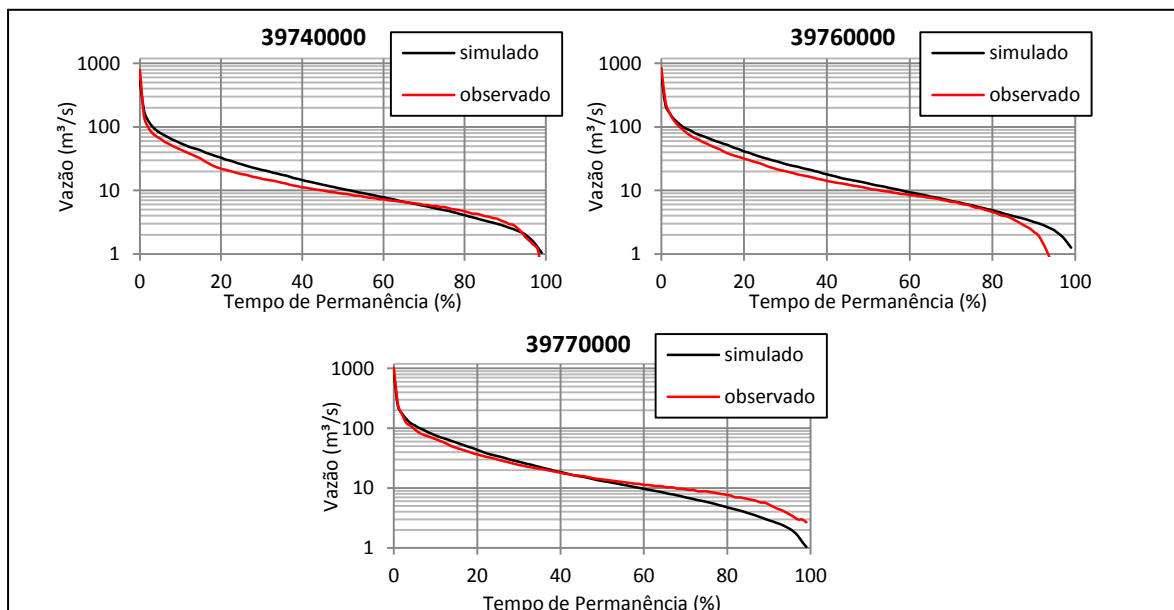 39740000
simulado
observado
1000
100
10
1
Vazão (m³/s)
0 20 40 60 80 100
Tempo de Permanência (%)
39760000
simulado
observado
1000
100
10
1
Vazão (m³/s)
0 20 40 60 80 100
Tempo de Permanência (%)
39770000
simulado
observado
1000
100
10
1
Vazão (m³/s)
0 20 40 60 80 100
Tempo de Permanência (%)